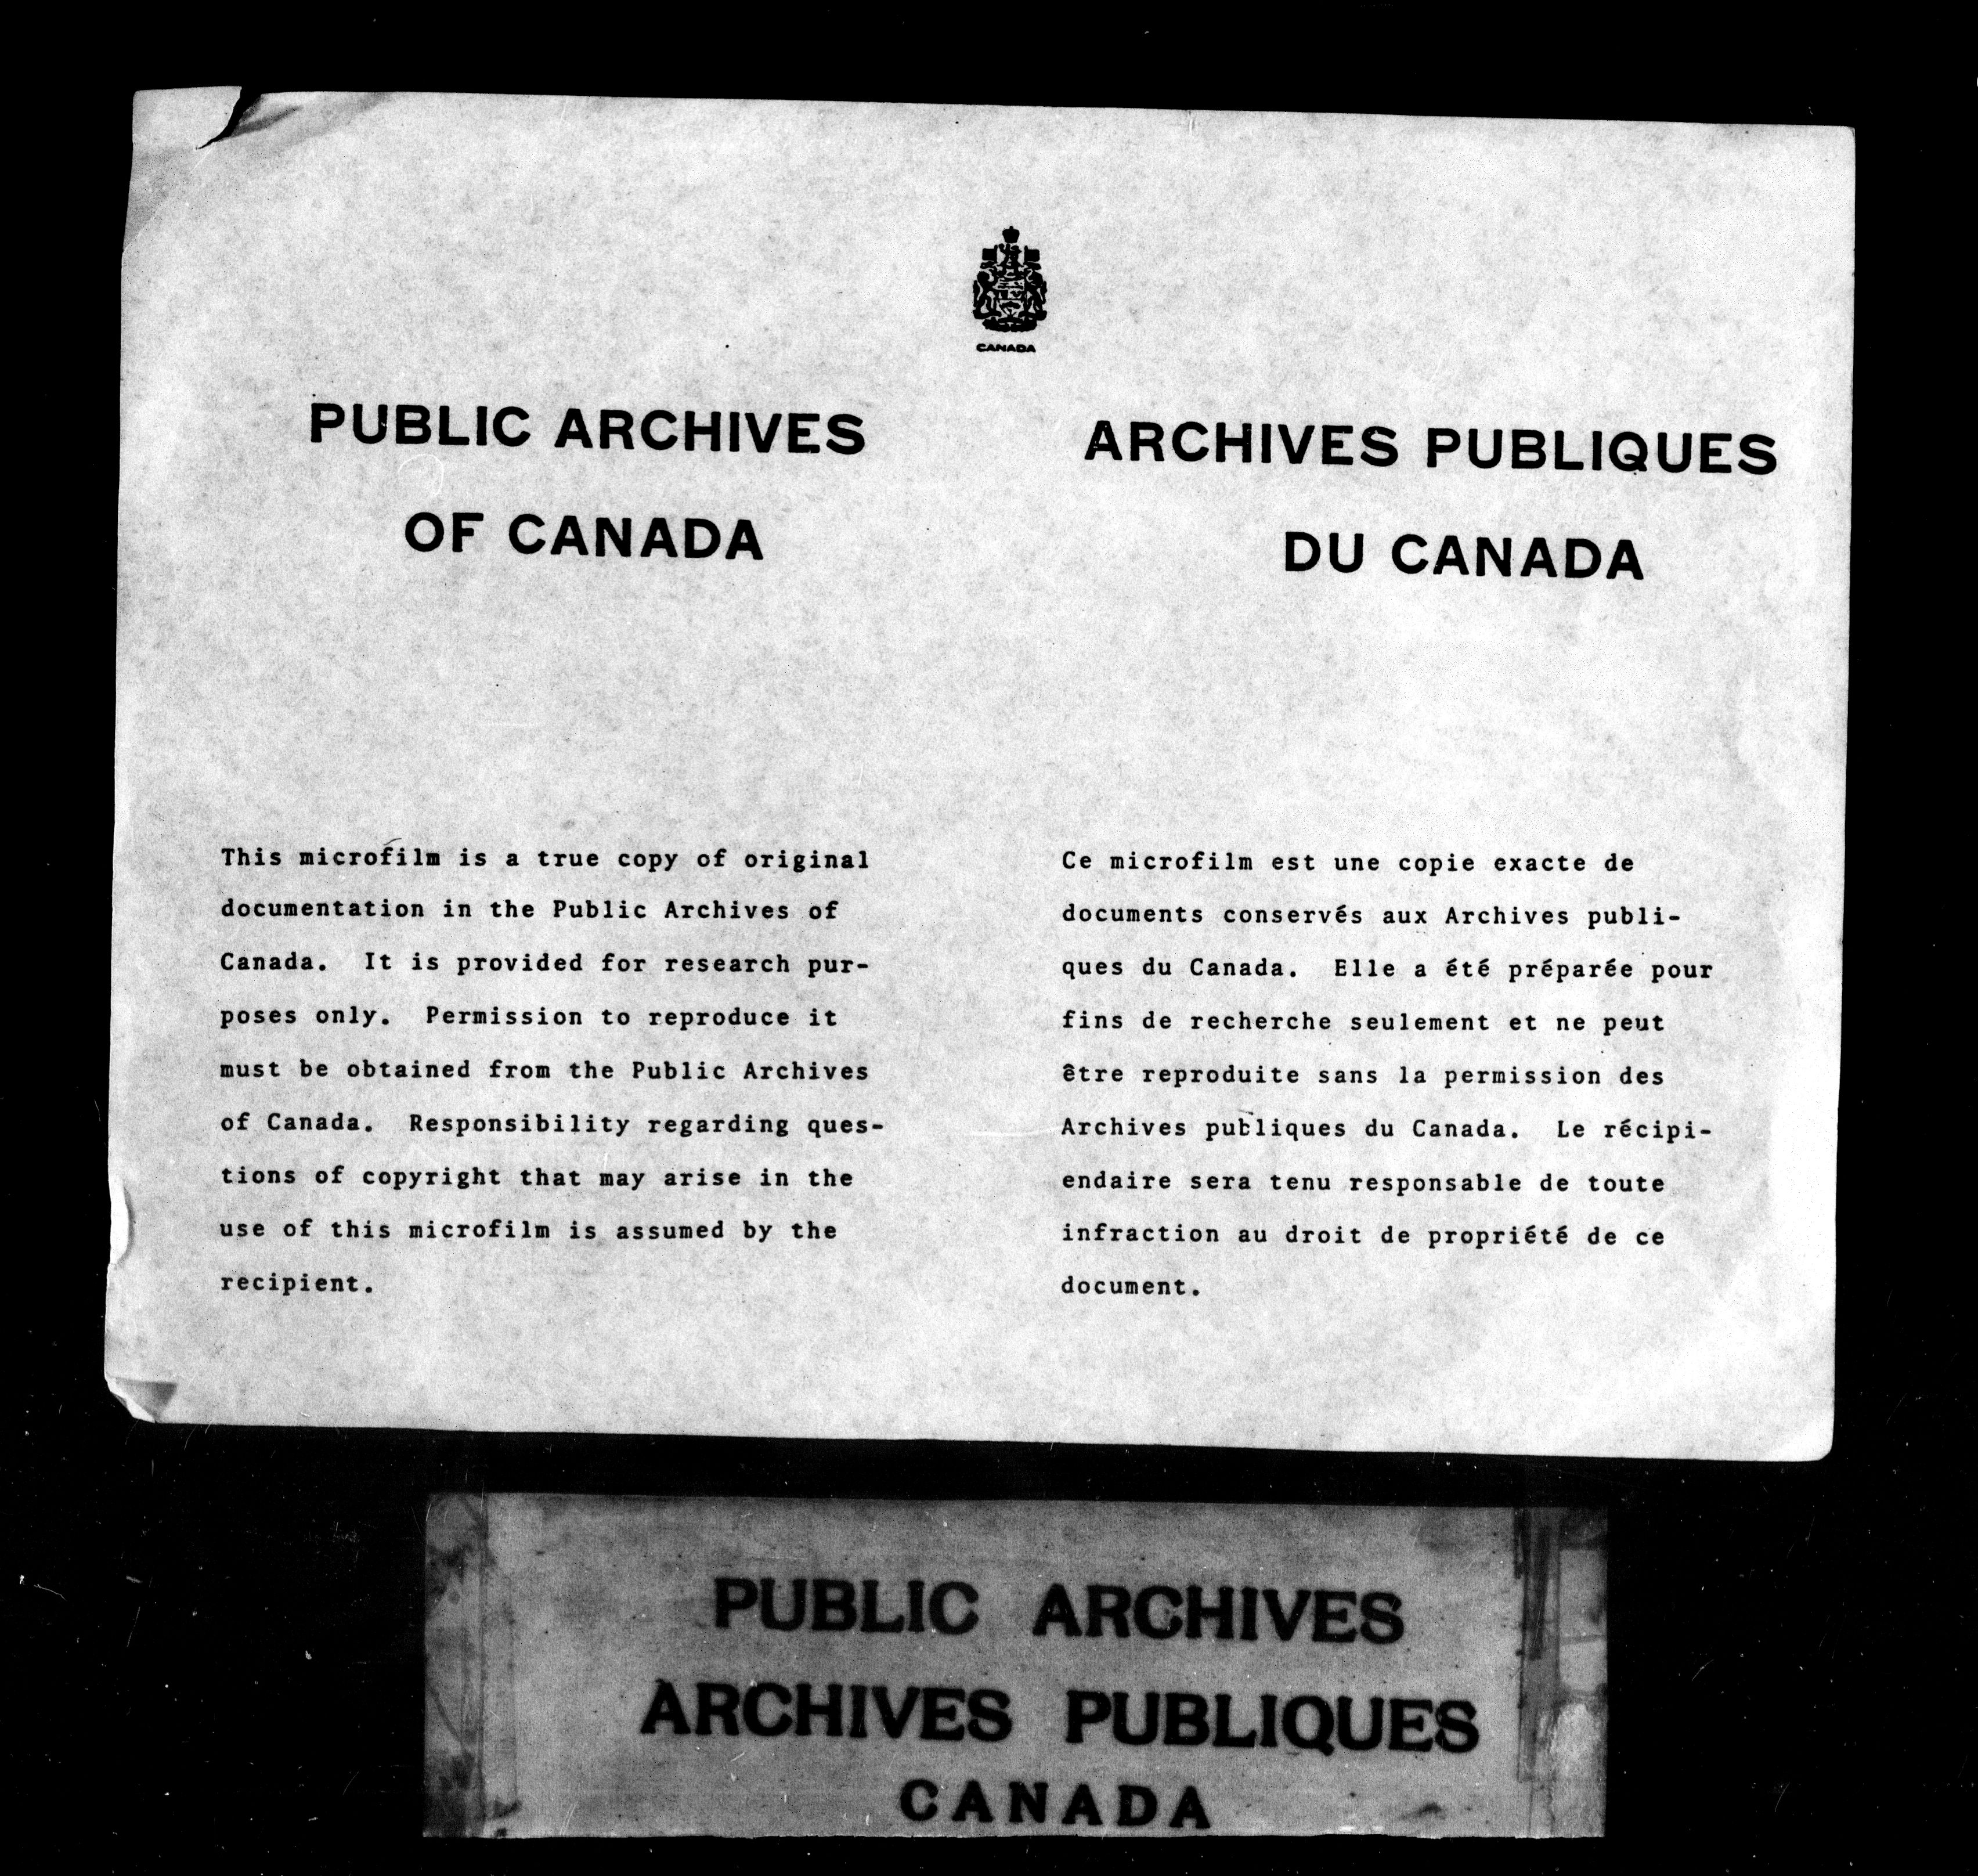 CANADA
PUBLIC ARCHIVES
OF CANADA
This microfilm is a true copy of original
documentation in the Public Archives of
Canada. It is provided for research pur-
poses only. Permission to reproduce it
must be obtained from the Public Archives
of Canada. Responsibility regarding ques-
tions of copyright that may arise in the
use of this microfilm is assumed by the
recipient.
ARCHIVES PUBLIQUES
DU CANADA
Ce microfilm est une copie exacte de
documents conservés aux Archives publi-
ques du Canada. Elle a été préparée pour
fins de recherche seulement et ne peut
être reproduite sans la permission des
Archives publiques du Canada. Le récipi-
endaire sera tenu responsable de toute
infraction au droit de propriété de ce
document.
PUBLIC ARCHIVES
ARCHIVES PUBLIQUES
CANADA